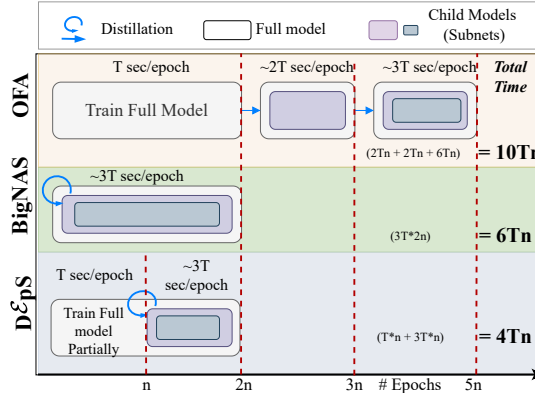 Distillation
Full model
Child Models
(Subnets)
OFA
T sec/epoch
~2T sec/epoch
~3T sec/epoch
Total
Time
Train Full Model
(2Tn + 2Tn + 6Tn)
= 10Tn
BigNAS
~3T sec/epoch
(3T*2n)
= 6Tn
DƐpS
T sec/epoch
~3T
sec/epoch
Train Full
model
Partially
(T*n + 3T*n)
= 4Tn
n
2n
3n
# Epochs
5n